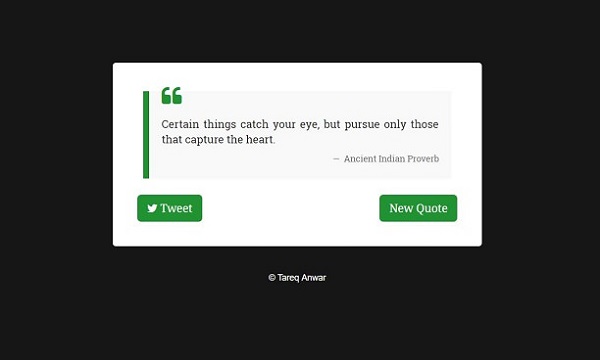 Certain things catch your eye, but pursue only those
that capture the heart.
— Ancient Indian Proverb
Tweet
New Quote
© Tareq Anwar